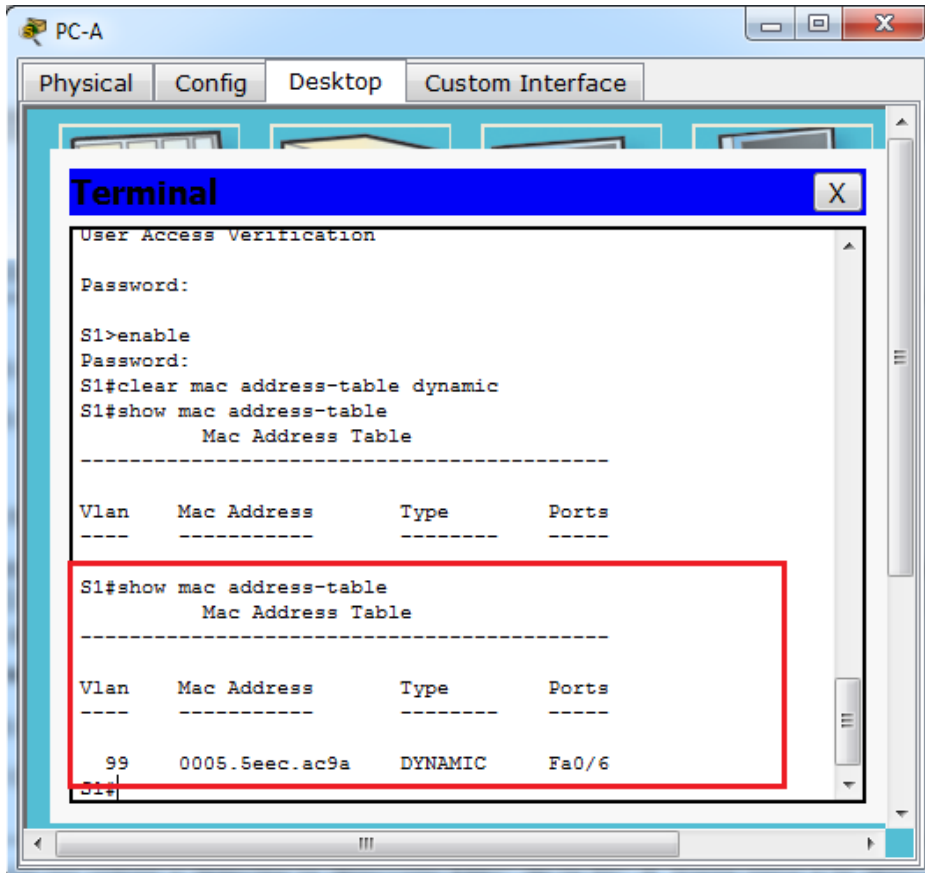 PC-A
X
Physical Config Desktop Custom Interface
Terminal X
User Access Verification
Password:
S1>enable
Password:
S1#clear mac address-table dynamic
S1#show mac address-table
Mac Address Table
-------------------------------------------
Vlan Mac Address Type Ports
---- ----------- -------- -----
S1#show mac address-table
Mac Address Table
-------------------------------------------
Vlan Mac Address Type Ports
---- ----------- -------- -----
99 0005.5eec.ac9a DYNAMIC Fa0/6
S1#